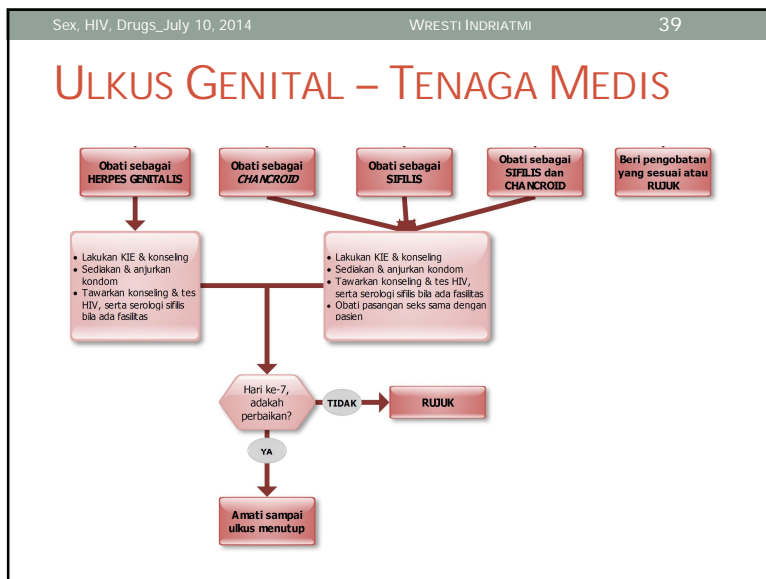 Sex, HIV, Drugs_July 10, 2014 WRESTI INDRIATMI 39
ULKUS GENITAL – TENAGA MEDIS
Obati sebagai
HERPES GENITALIS
Obati sebagai
CHANCROID
Obati sebagai
SIFILIS
Obati sebagai
SIFILIS dan
CHANCROID
Beri pengobatan
yang sesuai atau
RUJUK
• Lakukan KIE & konseling
• Sediakan & anjurkan
kondom
• Tawarkan konseling & tes
HIV, serta serologi sifilis
bila ada fasilitas
• Lakukan KIE & konseling
• Sediakan & anjurkan kondom
• Tawarkan konseling & tes HIV,
serta serologi sifilis bila ada fasilitas
• Obati pasangan seks sama dengan
pasien
Hari ke-7,
adakah
perbaikan?
TIDAK
RUJUK
YA
Amati sampai
ulkus menutup